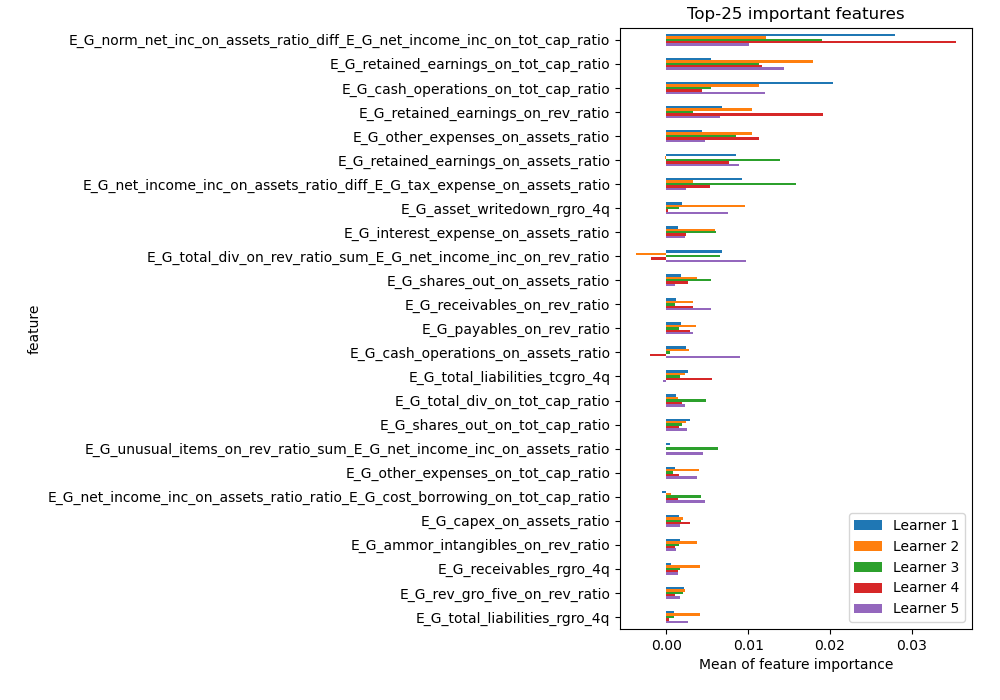 Top-25 important features
E_G_norm_net_inc_on_assets_ratio_diff_E_G_net_income_inc_on_tot_cap_ratio
E_G_retained_earnings_on_tot_cap_ratio
E_G_cash_operations_on_tot_cap_ratio
E_G_retained_earnings_on_rev_ratio
E_G_other_expenses_on_assets_ratio
E_G_retained_earnings_on_assets_ratio
E_G_net_income_inc_on_assets_ratio_diff_E_G_tax_expense_on_assets_ratio
E_G_asset_writedown_rgro_4q
E_G_interest_expense_on_assets_ratio
E_G_total_div_on_rev_ratio_sum_E_G_net_income_inc_on_rev_ratio
E_G_shares_out_on_assets_ratio
E_G_receivables_on_rev_ratio
E_G_payables_on_rev_ratio
E_G_cash_operations_on_assets_ratio
E_G_total_liabilities_tcgro_4q
E_G_total_div_on_tot_cap_ratio
E_G_shares_out_on_tot_cap_ratio
E_G_unusual_items_on_rev_ratio_sum_E_G_net_income_inc_on_assets_ratio
E_G_other_expenses_on_tot_cap_ratio
E_G_net_income_inc_on_assets_ratio_ratio_E_G_cost_borrowing_on_tot_cap_ratio
E_G_capex_on_assets_ratio
E_G_ammor_intangibles_on_rev_ratio
E_G_receivables_rgro_4q
E_G_rev_gro_five_on_rev_ratio
E_G_total_liabilities_rgro_4q
feature
Learner 1
Learner 2
Learner 3
Learner 4
Learner 5
0.00 0.01 0.02 0.03
Mean of feature importance